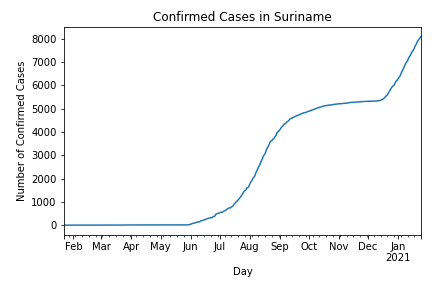 Confirmed Cases in Suriname
Number of Confirmed Cases
8000
7000
6000
5000
4000
3000
2000
1000
0
Feb Mar Apr May Jun Jul Aug Sep Oct Nov Dec Jan
2021
Day